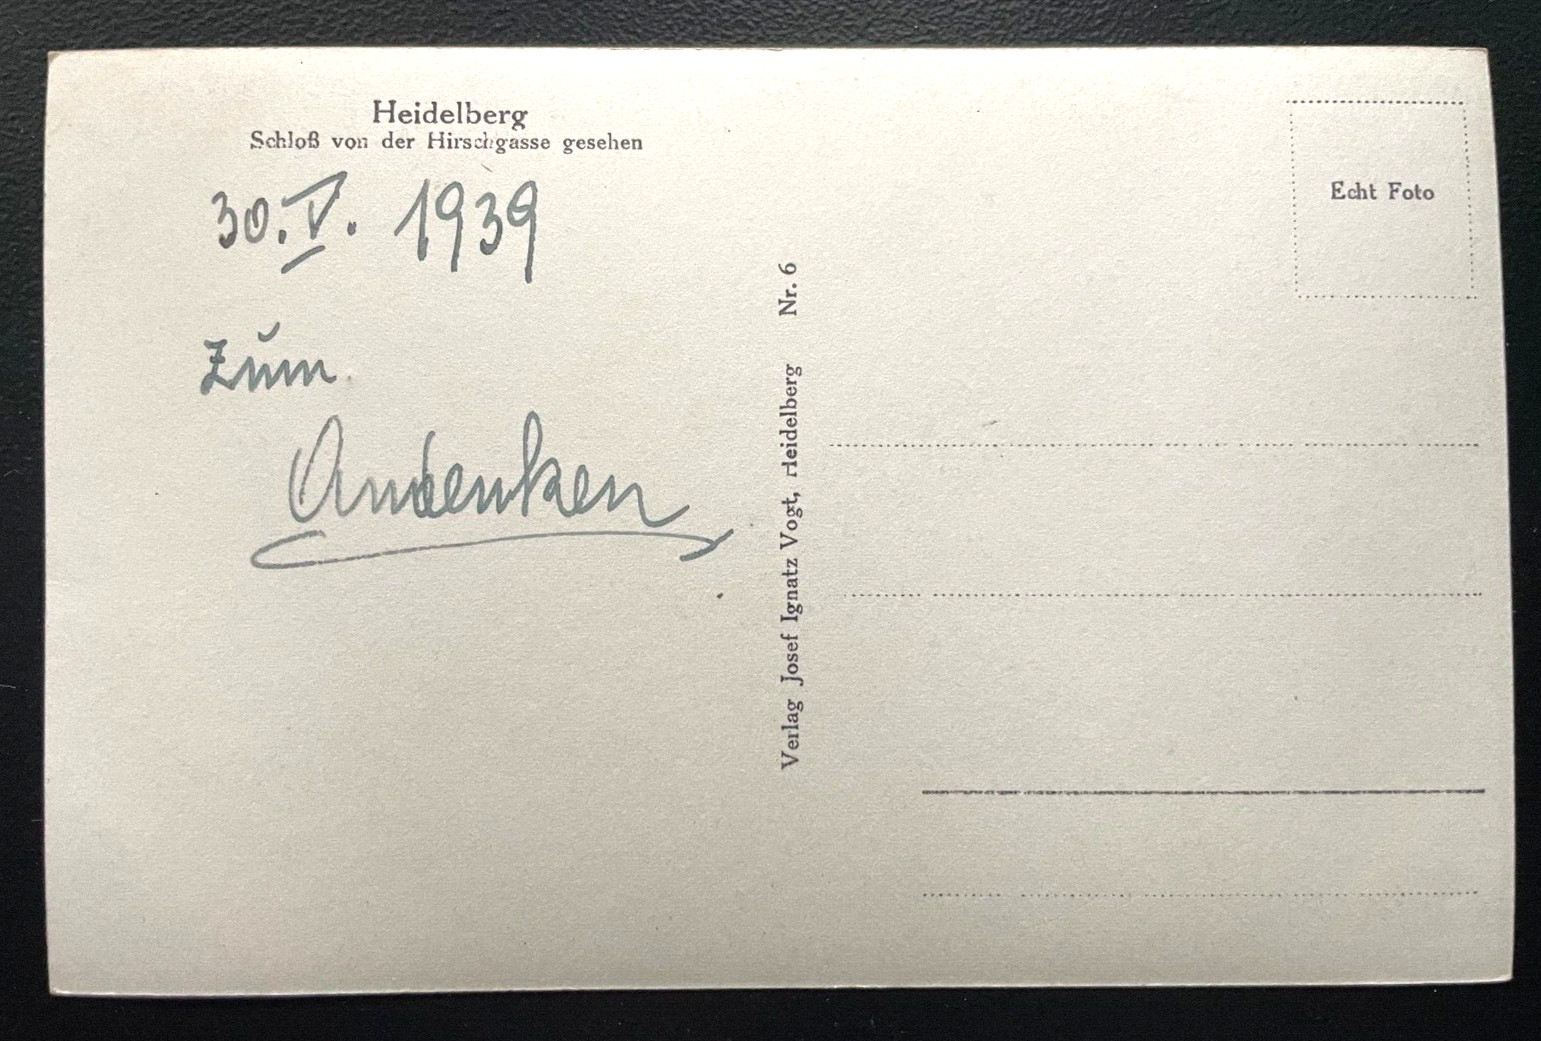 Heidelberg
Schloß von der Hirschgasse gesehen
30. V. 1939
Zum
Andenken
Verlag Josef Ignatz Vogt, Heidelberg Nr. 6
Echt Foto